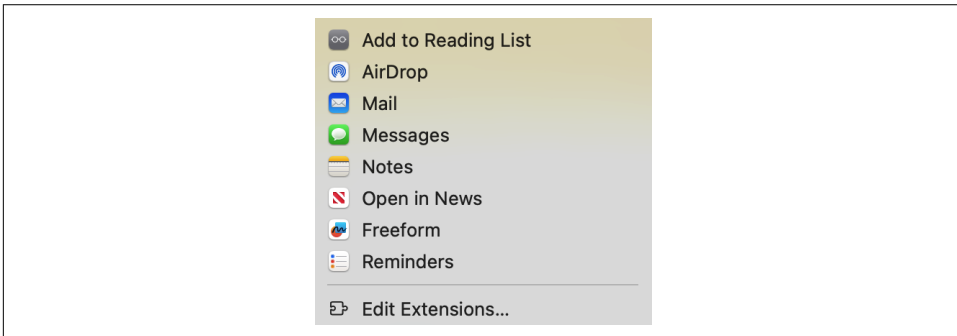 Add to Reading List
AirDrop
Mail
Messages
Notes
Open in News
Freeform
Reminders
Edit Extensions...